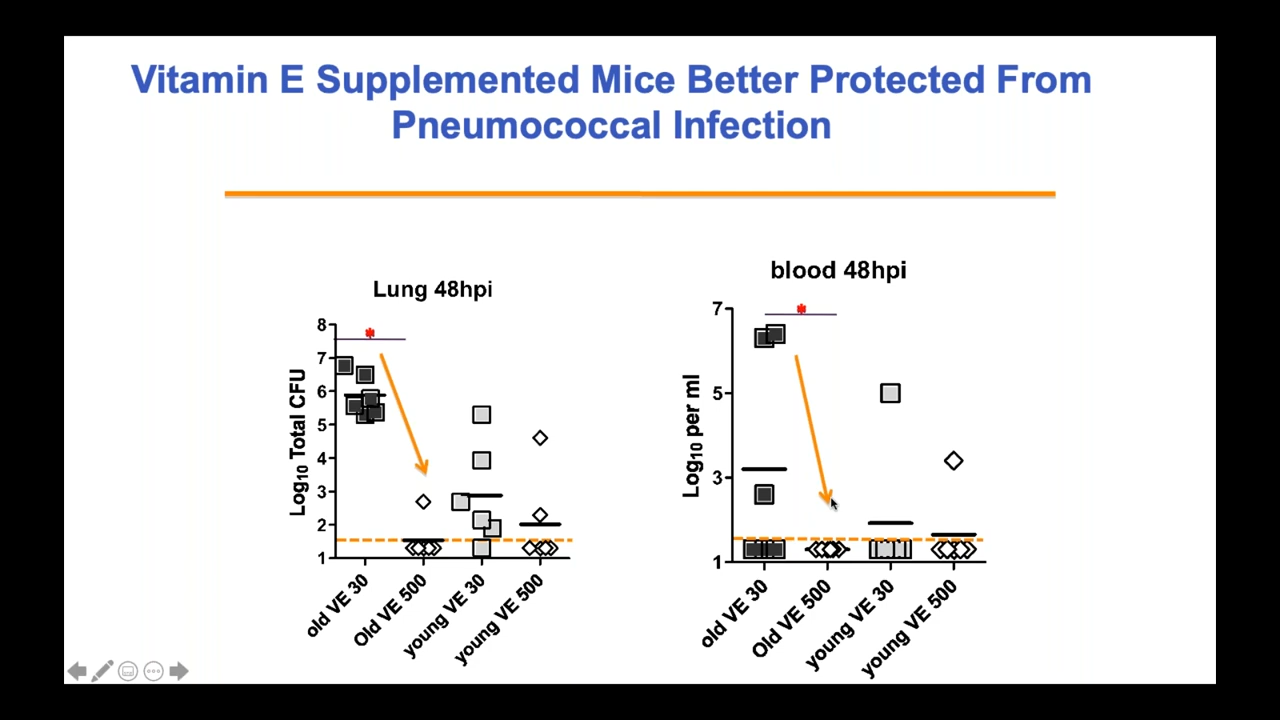 Vitamin E Supplemented Mice Better Protected From
Pneumococcal Infection
Lung 48hpi
*
8
7
6
5
4
3
2
1
Log10 Total CFU
old VE 30
Old VE 500
young VE 30
young VE 500
blood 48hpi
*
7
5
3
1
Log10 per ml
old VE 30
Old VE 500
young VE 30
young VE 500